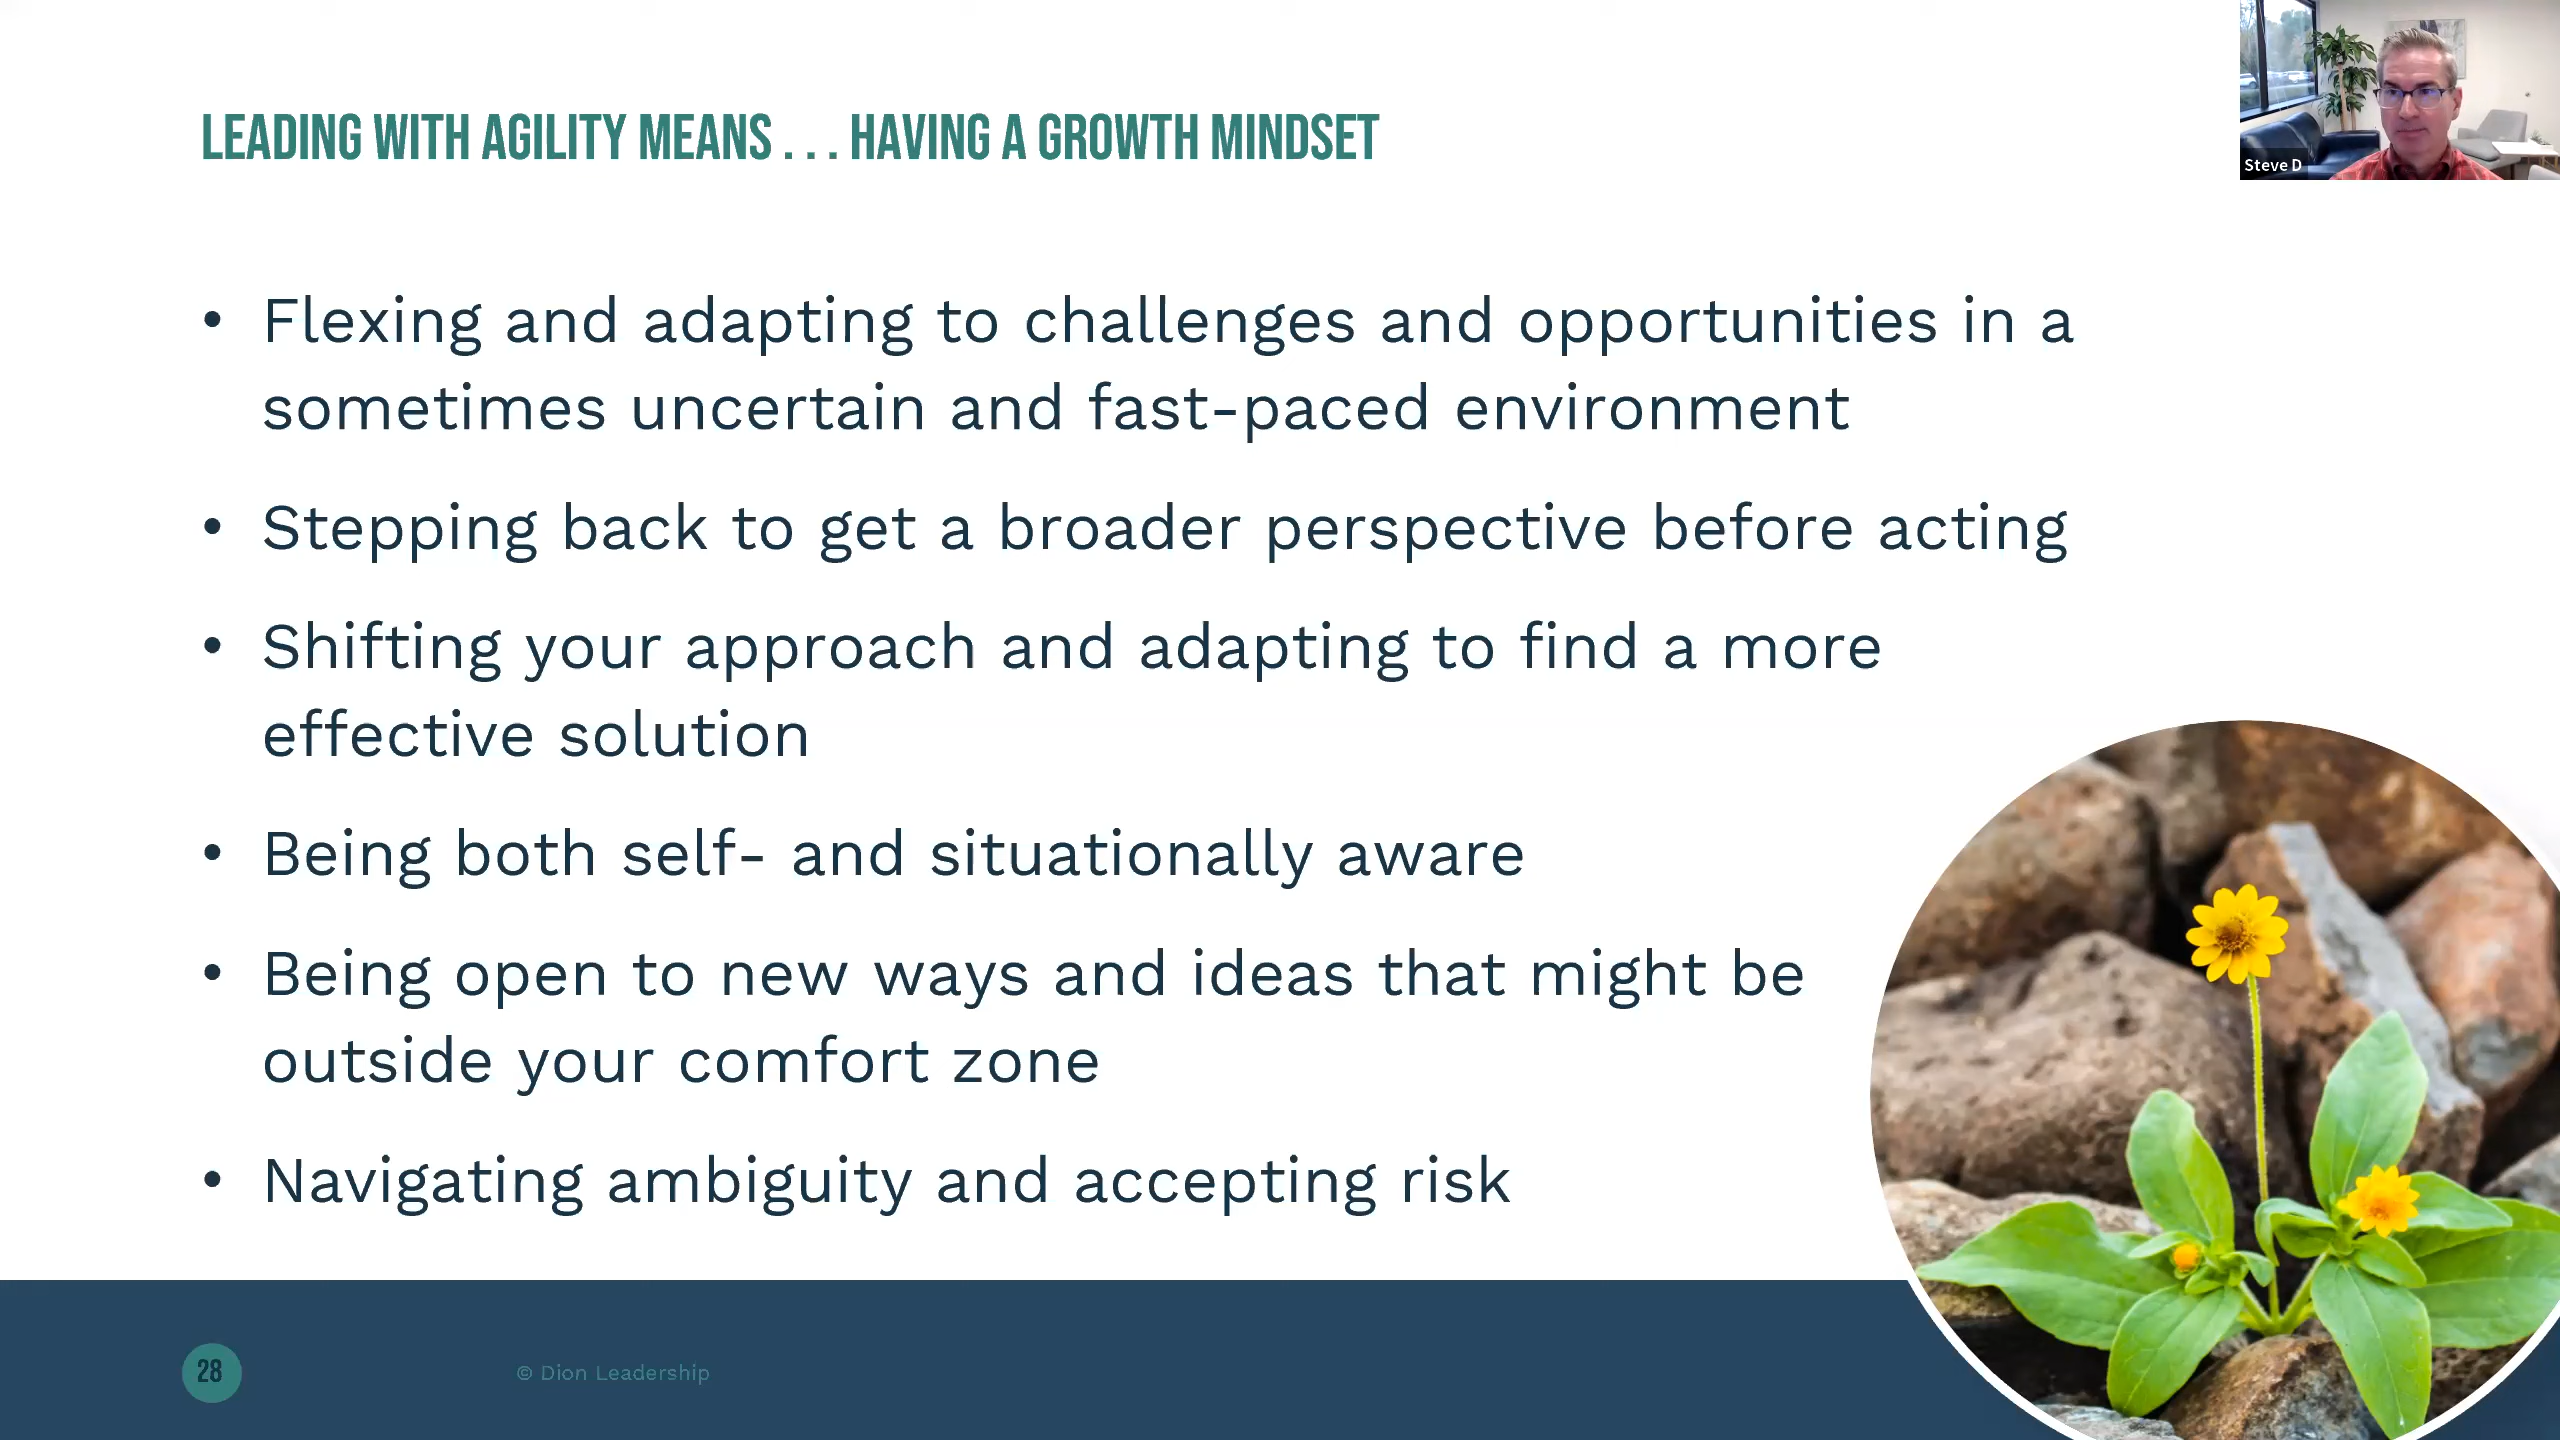 LEADING WITH AGILITY MEANS . . . HAVING A GROWTH MINDSET
Steve D
• Flexing and adapting to challenges and opportunities in a
sometimes uncertain and fast-paced environment
• Stepping back to get a broader perspective before acting
• Shifting your approach and adapting to find a more
effective solution
• Being both self- and situationally aware
• Being open to new ways and ideas that might be
outside your comfort zone
• Navigating ambiguity and accepting risk
28
© Dion Leadership